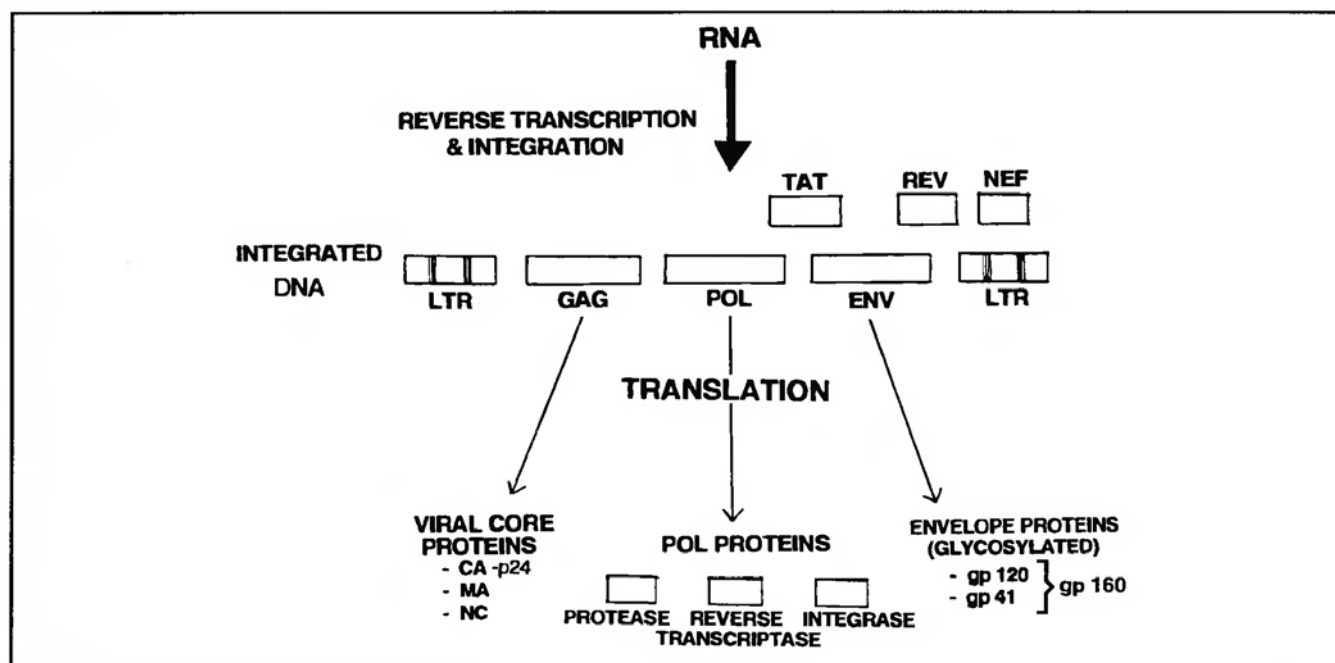 RNA
REVERSE TRANSCRIPTION
& INTEGRATION
TAT REV NEF
INTEGRATED
DNA
LTR GAG POL ENV LTR
TRANSLATION
VIRAL CORE
PROTEINS
- CA -p24
- MA
- NC
POL PROTEINS
PROTEASE REVERSE INTEGRASE
TRANSCRIPTASE
ENVELOPE PROTEINS
(GLYCOSYLATED)
- gp 120
- gp 41
gp 160